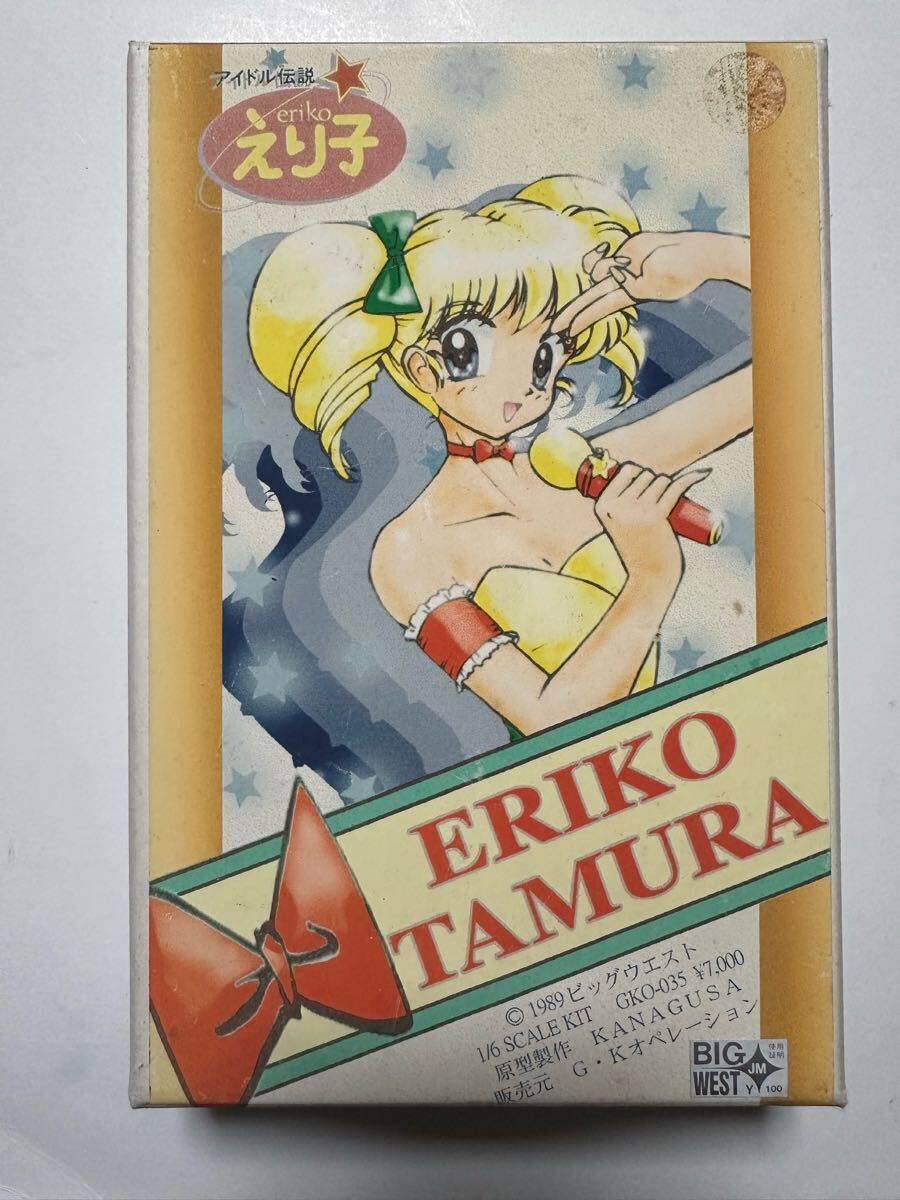 アイドル伝説
eriko
えり子
ERIKO
TAMURA
© 1989 ビッグウエスト
1/6 SCALE KIT GKO-035 ¥7,000
原型製作 KANAGUSA
販売元 G・Kオペレーション
BIG
WEST
使用
証明
JM
¥100